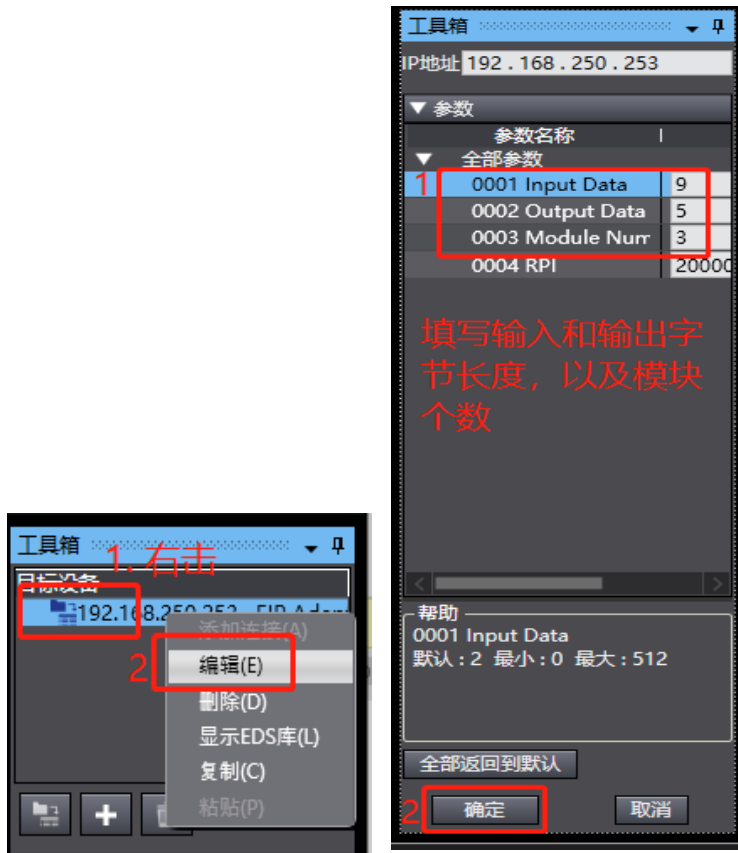 工具箱
1. 右击
目标设备
192.168.250.253
添加连接(A)
2
编辑(E)
删除(D)
显示EDS库(L)
复制(C)
粘贴(P)
工具箱
IP地址 192 . 168 . 250 . 253
参数
参数名称
全部参数
1
0001 Input Data 9
0002 Output Data 5
0003 Module Num 3
0004 RPI 20000
填写输入和输出字
节长度，以及模块
个数
帮助
0001 Input Data
默认 : 2 最小 : 0 最大 : 512
全部返回到默认
2 确定 取消